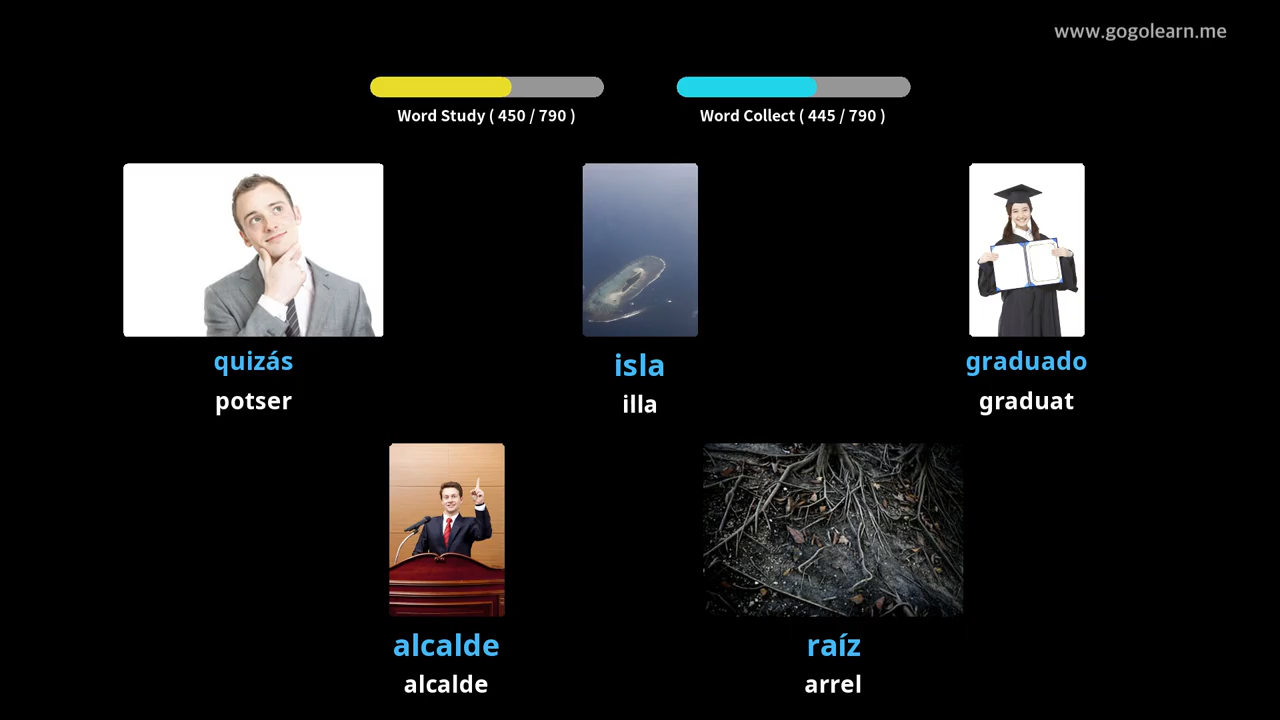 www.gogolearn.me
Word Study ( 450 / 790 )
Word Collect ( 445 / 790 )
quizás
potser
isla
illa
graduado
graduat
alcalde
alcalde
raíz
arrel